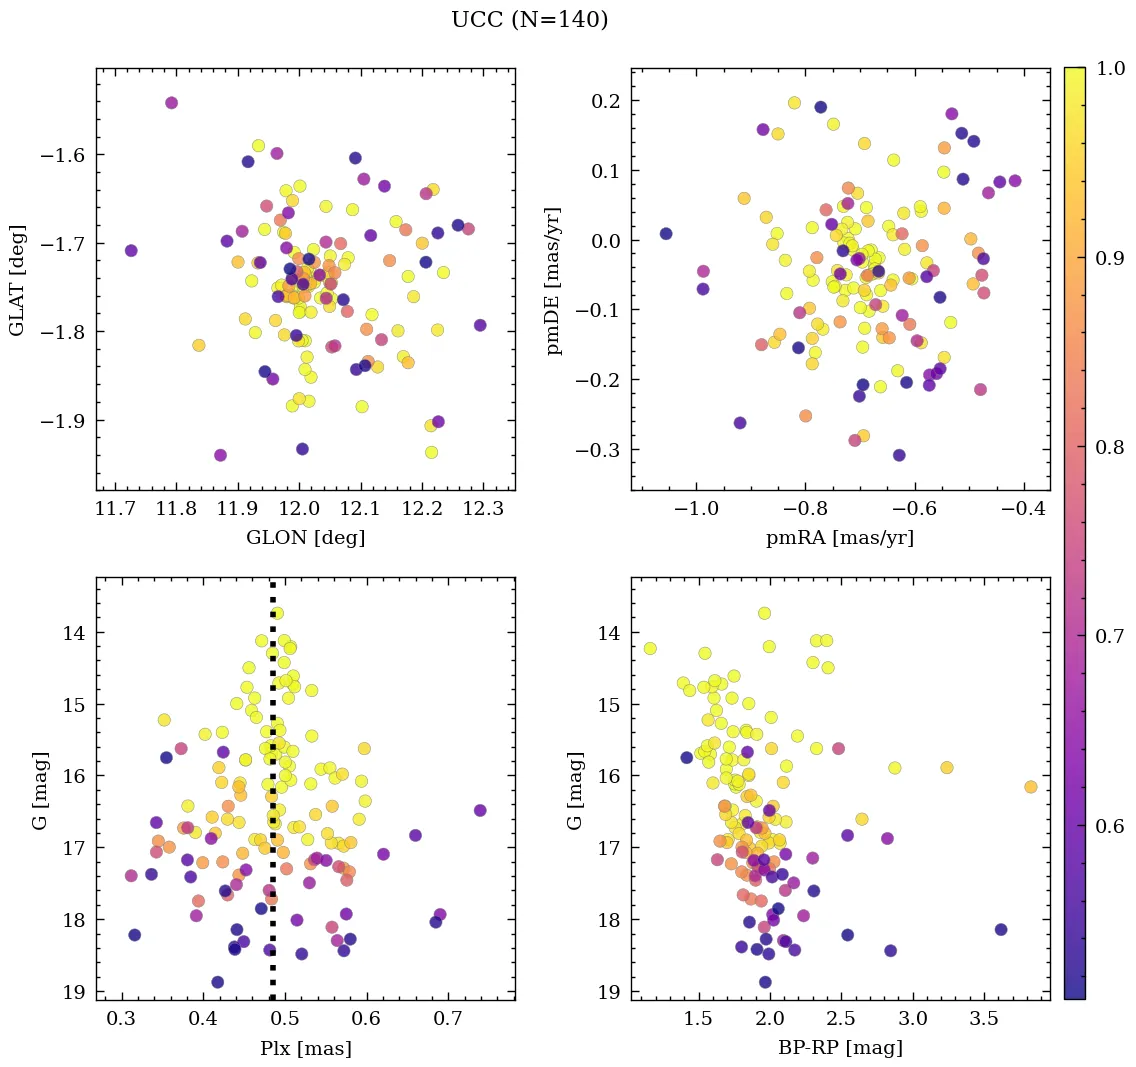 UCC (N=140)
−1.6
−1.7
−1.8
−1.9
GLAT [deg]
11.7 11.8 11.9 12.0 12.1 12.2 12.3
GLON [deg]
0.2
0.1
0.0
−0.1
−0.2
−0.3
pmDE [mas/yr]
−1.0 −0.8 −0.6 −0.4
pmRA [mas/yr]
14
15
16
17
18
19
G [mag]
0.3 0.4 0.5 0.6 0.7
Plx [mas]
14
15
16
17
18
19
G [mag]
1.5 2.0 2.5 3.0 3.5
BP-RP [mag]
1.0
0.9
0.8
0.7
0.6